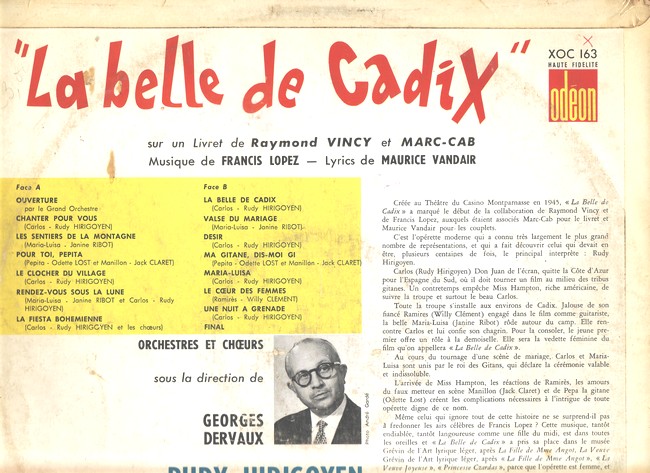 "La belle de Cadix"
XOC 163
HAUTE FIDELITE
odéon
sur un Livret de Raymond VINCY et MARC-CAB
Musique de FRANCIS LOPEZ — Lyrics de MAURICE VANDAIR
Face A
OUVERTURE
par le Grand Orchestre
CHANTER POUR VOUS
(Carlos - Rudy HIRIGOYEN)
LES SENTIERS DE LA MONTAGNE
(Maria-Luisa - Janine RIBOT)
POUR TOI, PEPITA
(Pepita - Odette LOST et Manillon - Jack CLARET)
LE CLOCHER DU VILLAGE
(Carlos - Rudy HIRIGOYEN)
RENDEZ-VOUS SOUS LA LUNE
(Maria-Luisa - Janine RIBOT et Carlos - Rudy
HIRIGOYEN)
LA FIESTA BOHEMIENNE
(Carlos - Rudy HIRIGGYEN et les chœurs)
Face B
LA BELLE DE CADIX
(Carlos - Rudy HIRIGOYEN)
VALSE DU MARIAGE
(Maria-Luisa - Janine RIBOT)
DESIR
(Carlos - Rudy HIRIGOYEN)
MA GITANE, DIS-MOI GI
(Pepita - Odette LOST et Manillon - Jack CLARET)
MARIA-LUISA
(Carlos - Rudy HIRIGOYEN)
LE CŒUR DES FEMMES
(Ramirès - Willy CLEMENT)
UNE NUIT A GRENADE
(Carlos - Rudy HIRIGOYEN)
FINAL
ORCHESTRES ET CHŒURS
sous la direction de
GEORGES
DERVAUX
Photo André Gardé
RUDY HIRIGOYEN
Créée au Théâtre du Casino Montparnasse en 1945, « La Belle de
Cadix » a marqué le début de la collaboration de Raymond Vincy et
de Francis Lopez, auxquels étaient associés Marc-Cab pour le livret et
Maurice Vandair pour les couplets.
C'est l'opérette moderne qui a connu très largement le plus grand
nombre de représentations, et qui a fait découvrir celui qui devait en
être, plusieurs centaines de fois, le principal interprète : Rudy
Hirigoyen.
Carlos (Rudy Hirigoyen) Don Juan de l'écran, quitte la Côte d'Azur
pour l'Espagne du Sud, où il doit tourner un film au milieu des tribus
gitanes. Un contretemps empêche Miss Hampton, riche américaine, de
suivre la troupe et surtout le beau Carlos.
Toute la troupe s'installe aux environs de Cadix. Jalouse de son
fiancé Ramirès (Willy Clément) engagé dans le film comme guitariste,
la belle Maria-Luisa (Janine Ribot) rôde autour du camp. Elle ren-
contre Carlos et lui confie son chagrin. Pour la consoler, le jeune pre-
mier offre un rôle à la demoiselle. Elle sera la vedette féminine du
film qu'on appellera « La Belle de Cadix ».
Au cours du tournage d'une scène de mariage, Carlos et Maria-
Luisa sont unis par le roi des Gitans, qui déclare la cérémonie valable
et indissoluble.
L'arrivée de Miss Hampton, les réactions de Ramirès, les amours
du faux metteur en scène Manillon (Jack Claret) et de Pepa la gitane
(Odette Lost) créent les complications nécessaires à l'intrigue de toute
opérette digne de ce nom.
Même celui qui ignore tout de cette histoire ne se surprend-il pas
à fredonner les airs célèbres de Francis Lopez ? Cette musique, tantôt
endiablée, tantôt langoureuse comme une fille du midi, est dans toutes
les oreilles et « La Belle de Cadix » a pris sa place dans le musée
Grévin de l'Art lyrique léger, après La Fille de Mme Angot, La Veuve
Grévin de l'Art lyrique léger, après « La Fille de Mme Angot », « La
Veuve Joyeuse », « Princesse Czardas », parce que l'opérette est femme, et